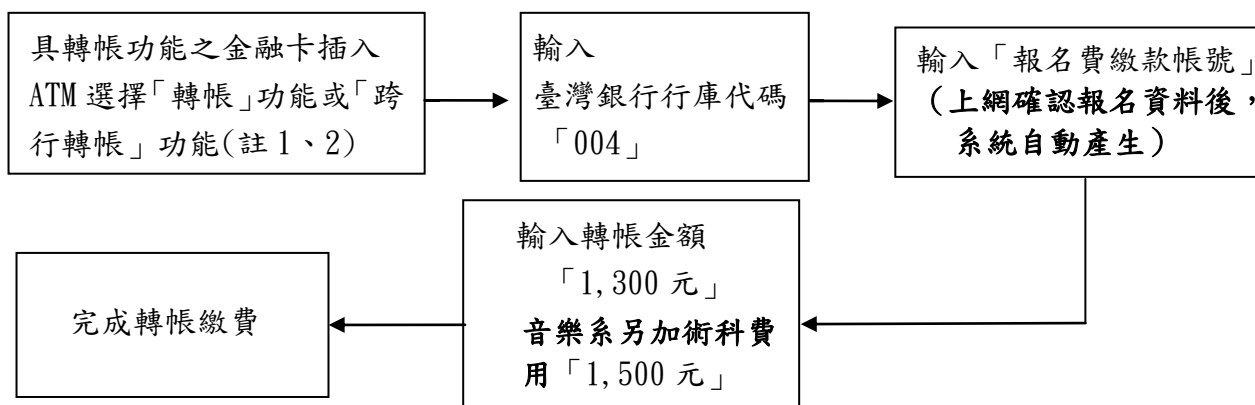 具轉帳功能之金融卡插入
ATM 選擇「轉帳」功能或「跨
行轉帳」功能(註 1、2)
輸入
臺灣銀行行庫代碼
「004」
輸入「報名費繳款帳號」
（上網確認報名資料後，
系統自動產生）
輸入轉帳金額
「1,300 元」
音樂系另加術科費
用「1,500 元」
完成轉帳繳費